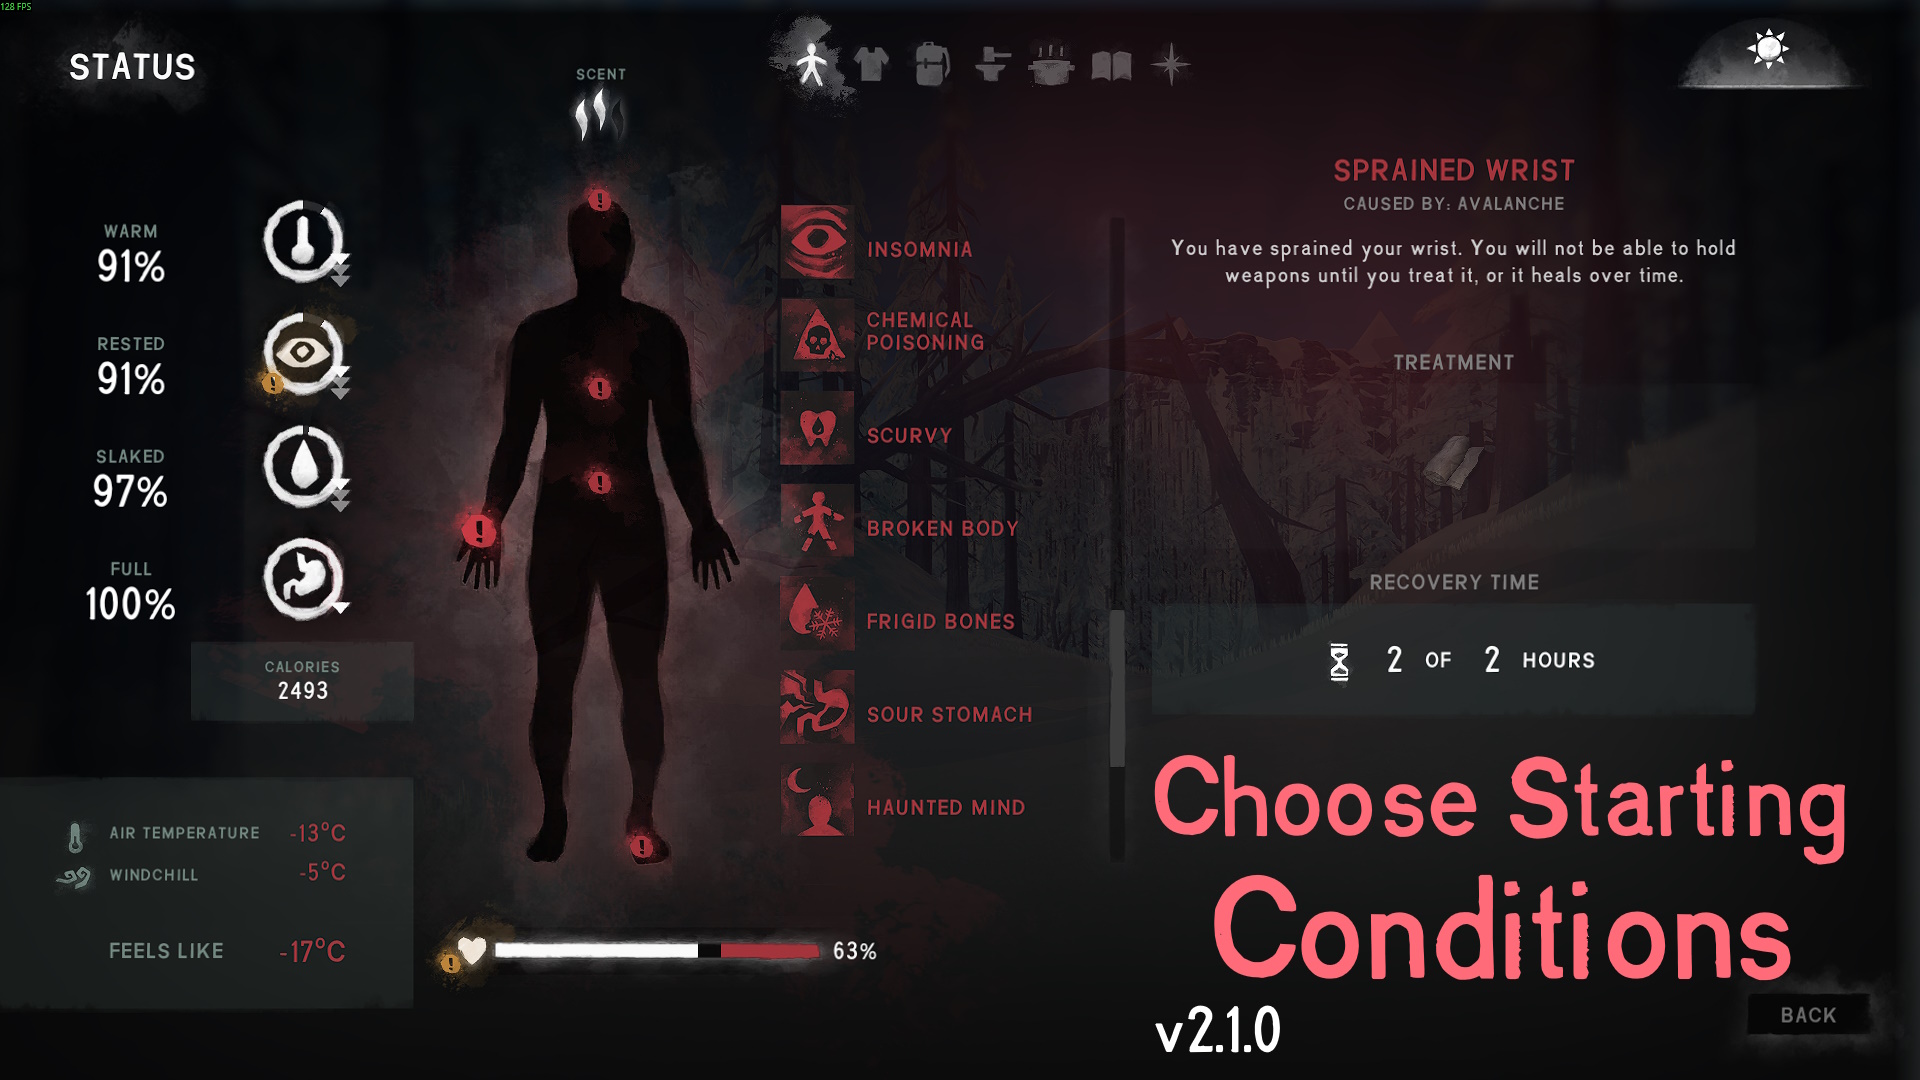 128 FPS
STATUS
SCENT
WARM
91%
RESTED
91%
SLAKED
97%
FULL
100%
CALORIES
2493
AIR TEMPERATURE -13°C
WINDCHILL -5°C
FEELS LIKE -17°C
63%
INSOMNIA
CHEMICAL
POISONING
SCURVY
BROKEN BODY
FRIGID BONES
SOUR STOMACH
HAUNTED MIND
SPRAINED WRIST
CAUSED BY: AVALANCHE
You have sprained your wrist. You will not be able to hold
weapons until you treat it, or it heals over time.
TREATMENT
RECOVERY TIME
2 OF 2 HOURS
Choose Starting
Conditions
v2.1.0
BACK